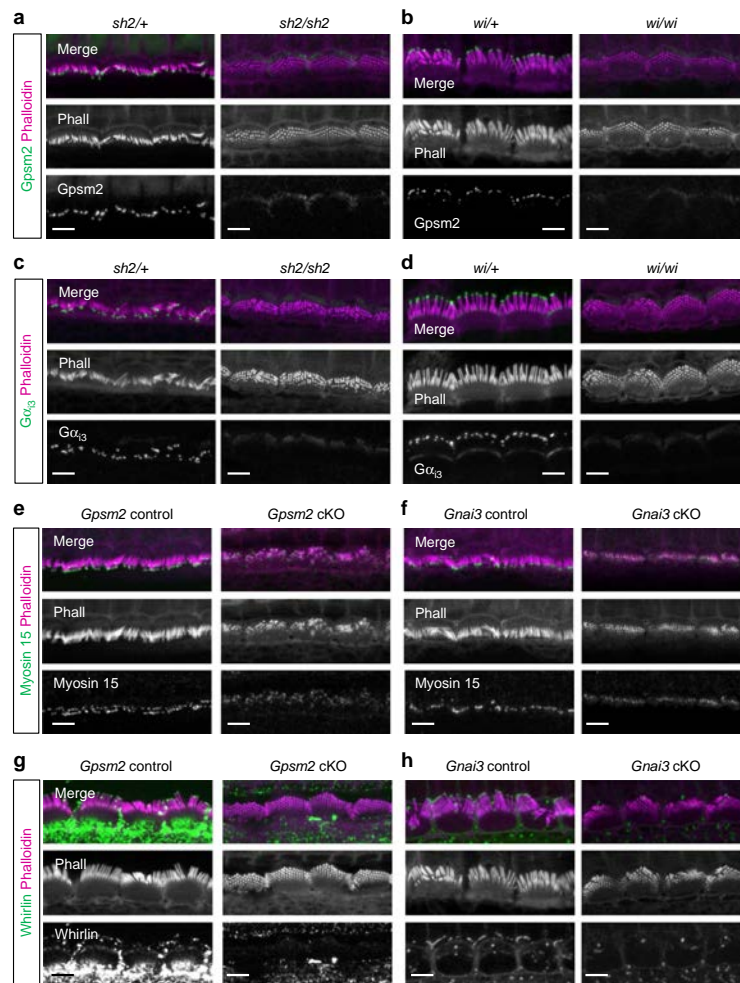 a
sh2/+
sh2/sh2
Gpsm2 Phalloidin
Merge
Phall
Gpsm2
b
wi/+
wi/wi
Merge
Phall
Gpsm2
c
sh2/+
sh2/sh2
Gαi3 Phalloidin
Merge
Phall
Gαi3
d
wi/+
wi/wi
Merge
Phall
Gαi3
e
Gpsm2 control
Gpsm2 cKO
Myosin 15 Phalloidin
Merge
Phall
Myosin 15
f
Gnai3 control
Gnai3 cKO
Merge
Phall
Myosin 15
g
Gpsm2 control
Gpsm2 cKO
Whirlin Phalloidin
Merge
Phall
Whirlin
h
Gnai3 control
Gnai3 cKO
Merge
Phall
Whirlin